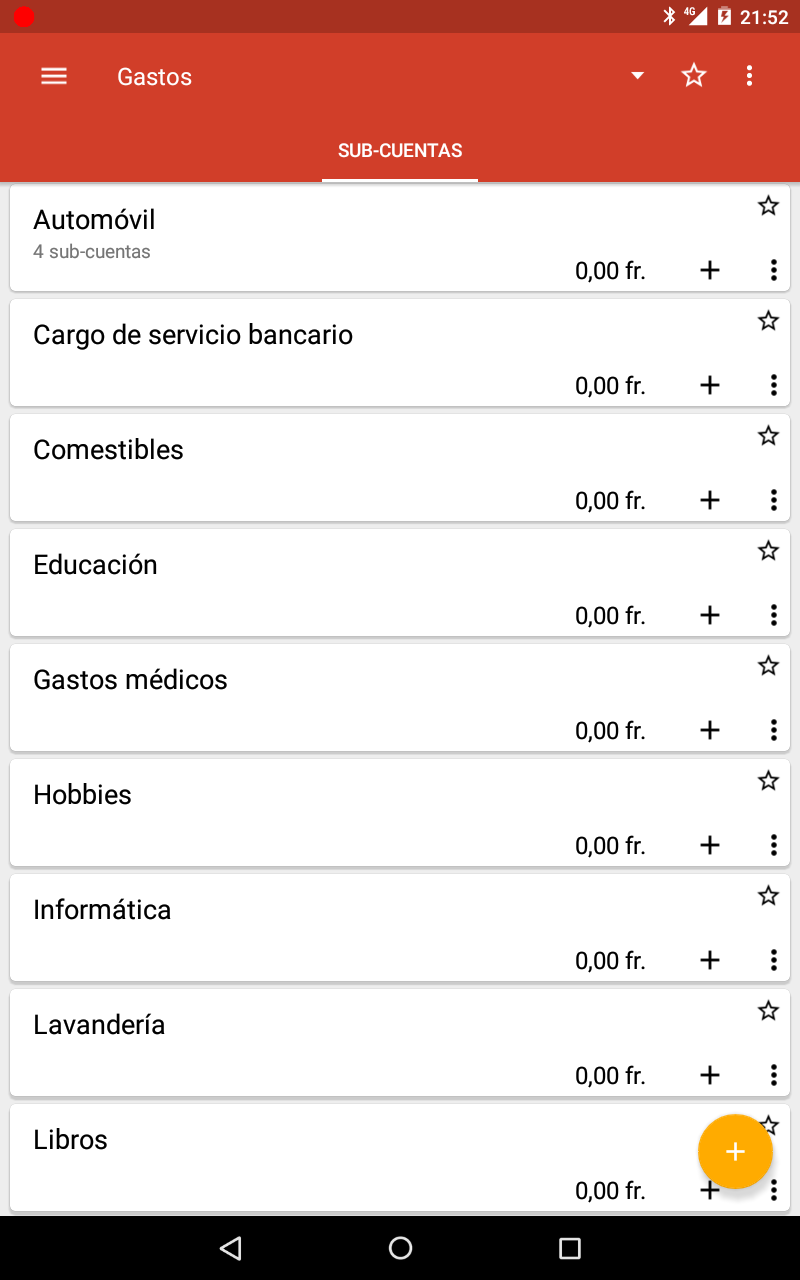 4G 21:52
Gastos
SUB-CUENTAS
Automóvil
4 sub-cuentas
0,00 fr.
Cargo de servicio bancario
0,00 fr.
Comestibles
0,00 fr.
Educación
0,00 fr.
Gastos médicos
0,00 fr.
Hobbies
0,00 fr.
Informática
0,00 fr.
Lavandería
0,00 fr.
Libros
0,00 fr.